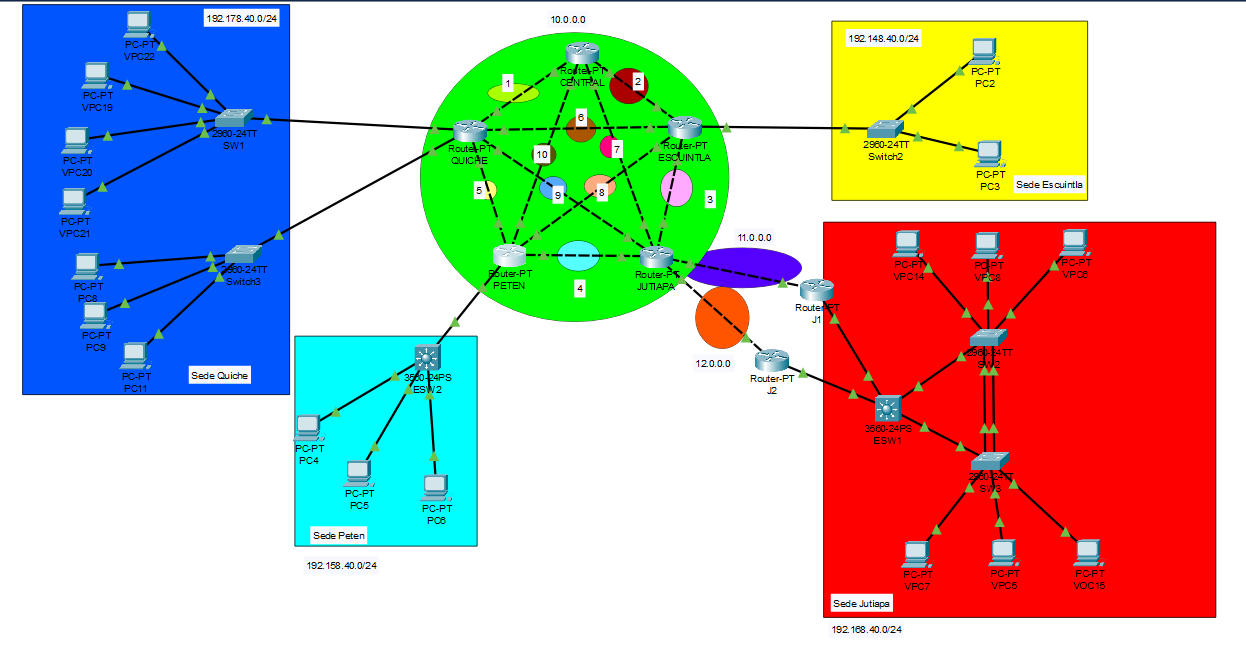 10.0.0.0
192.178.40.0/24
PC-PT
VPC22
PC-PT
VPC19
PC-PT
VPC20
PC-PT
VPC21
2960-24TT
SW1
PC-PT
PC8
PC-PT
PC9
PC-PT
PC11
2960-24TT
Switch3
Sede Quiche
Router-PT
CENTRAL
Router-PT
QUICHE
Router-PT
ESCUINTLA
Router-PT
PETEN
Router-PT
JUTIAPA
1
2
6
10
7
5
9
8
3
4
192.148.40.0/24
PC-PT
PC2
2960-24TT
Switch2
PC-PT
PC3
Sede Escuintla
11.0.0.0
Router-PT
J1
12.0.0.0
Router-PT
J2
3560-24PS
ESW2
PC-PT
PC4
PC-PT
PC5
PC-PT
PC6
Sede Peten
192.158.40.0/24
PC-PT
VPC14
PC-PT
PC-PT
2960-24TT
SW2
3560-24PS
ESW1
2960-24TT
SW3
PC-PT
VPC7
PC-PT
VPC5
PC-PT
VOC15
Sede Jutiapa
192.168.40.0/24